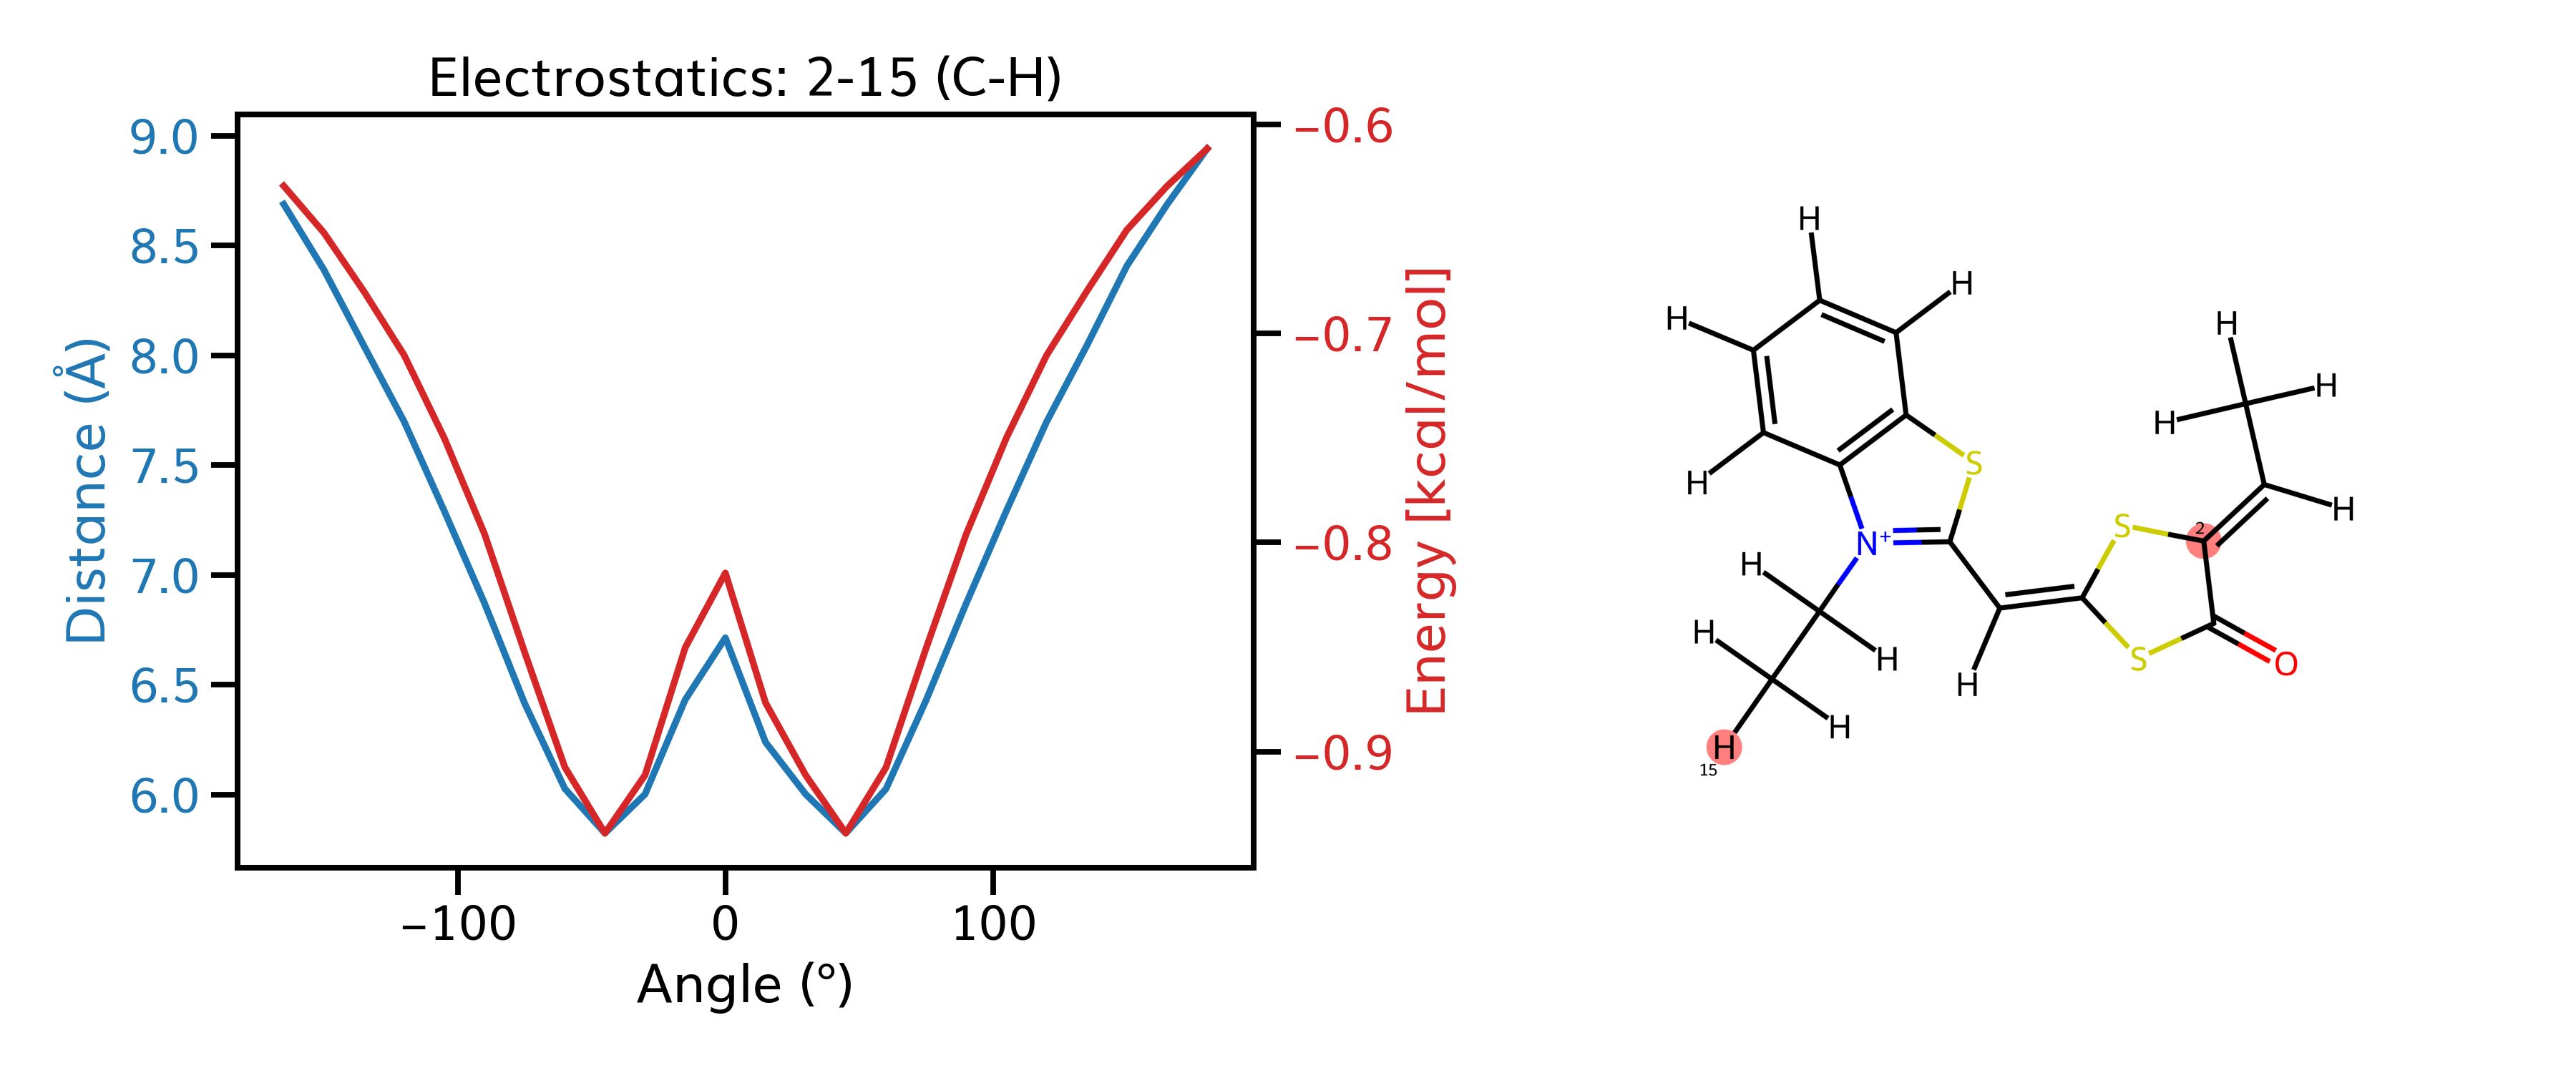 Electrostatics: 2-15 (C-H)
Distance (Å)
9.0
8.5
8.0
7.5
7.0
6.5
6.0
−0.6
−0.7
−0.8
−0.9
Energy [kcal/mol]
−100 0 100
Angle (°)
H
H
H
H
H
H
H
H
S
S
2
H
N+
H
H
H
S
O
H
H
H
15